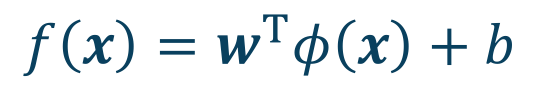 f(x) = wᵀϕ(x) + b